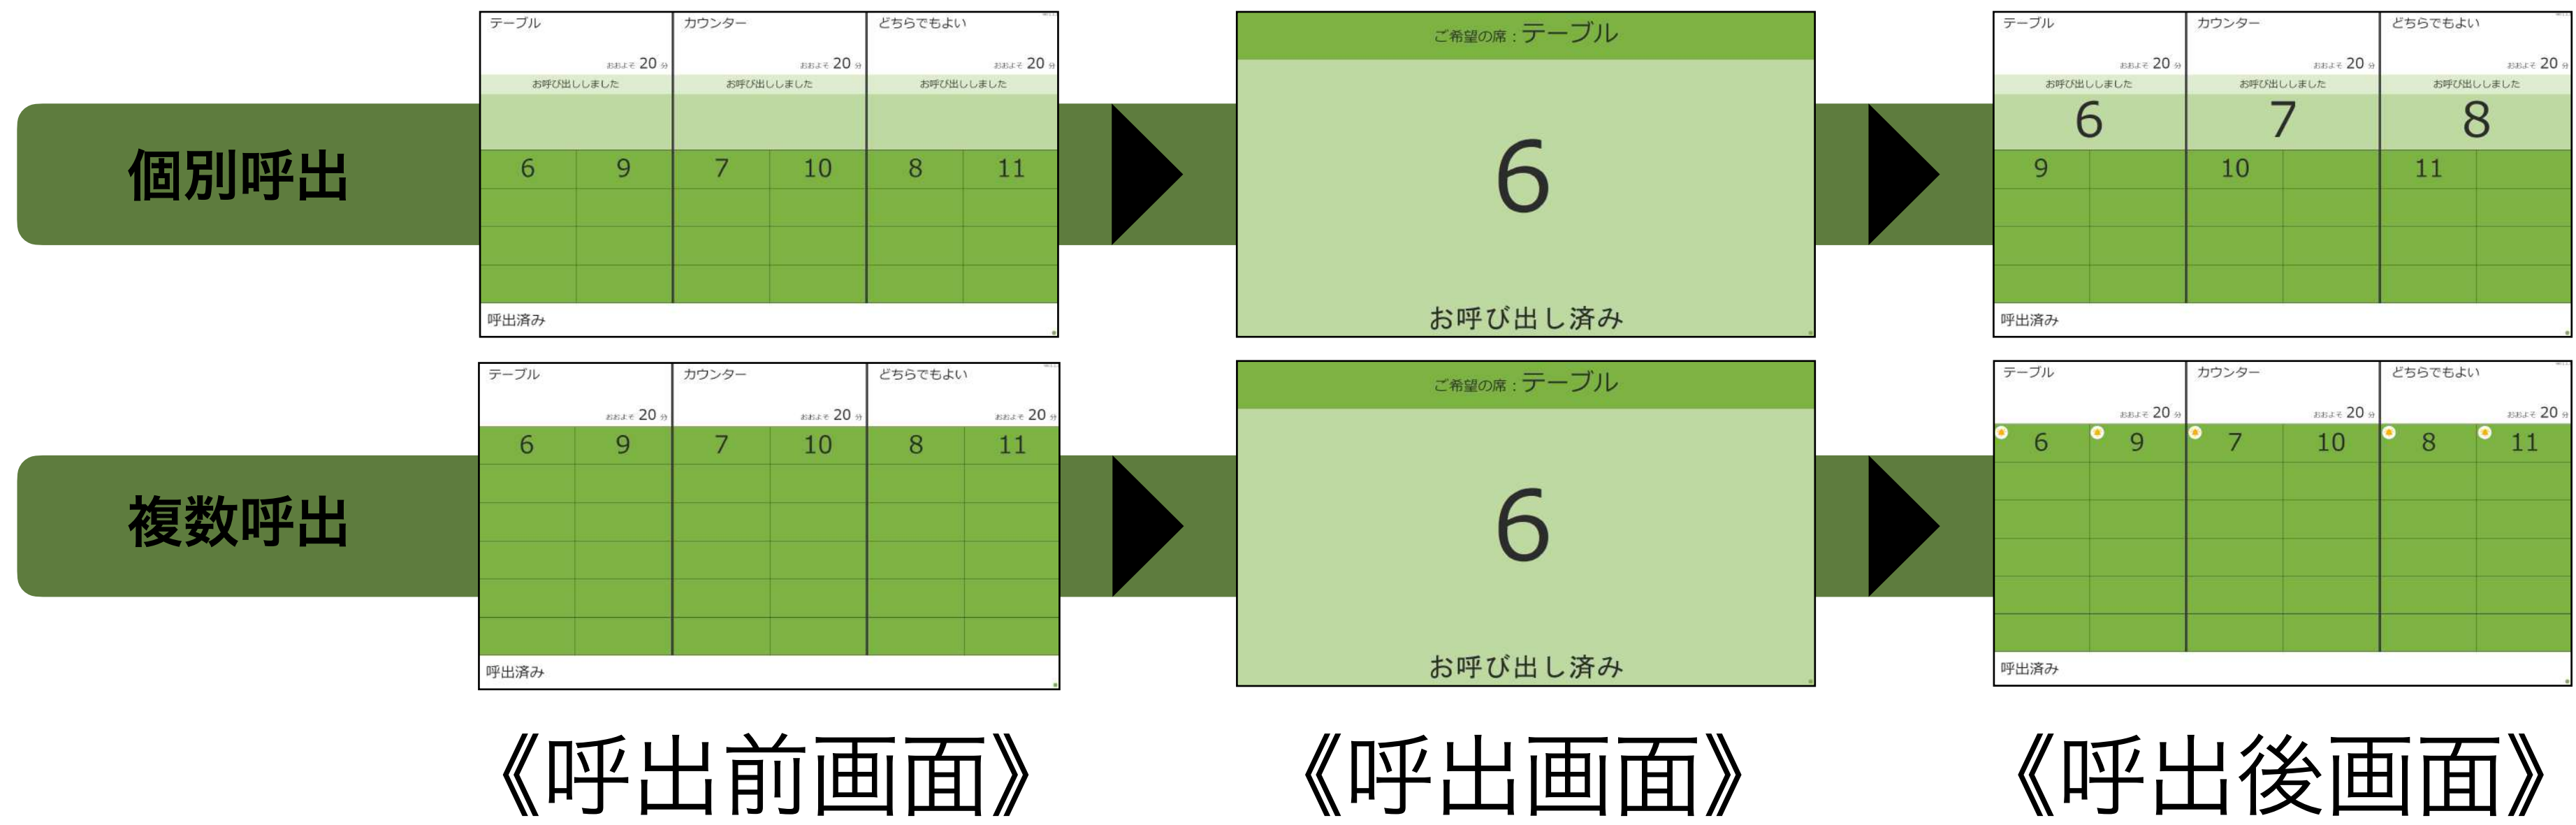 個別呼出
テーブル カウンター どちらでもよい
おおよそ 20 分 おおよそ 20 分 おおよそ 20 分
お呼び出ししました お呼び出ししました お呼び出ししました
6 9 7 10 8 11
呼出済み
ご希望の席：テーブル
6
お呼び出し済み
テーブル カウンター どちらでもよい
おおよそ 20 分 おおよそ 20 分 おおよそ 20 分
お呼び出ししました お呼び出ししました お呼び出ししました
6 7 8
9 10 11
呼出済み
複数呼出
テーブル カウンター どちらでもよい
おおよそ 20 分 おおよそ 20 分 おおよそ 20 分
6 9 7 10 8 11
呼出済み
ご希望の席：テーブル
6
お呼び出し済み
テーブル カウンター どちらでもよい
おおよそ 20 分 おおよそ 20 分 おおよそ 20 分
6 9 7 10 8 11
呼出済み
《呼出前画面》 《呼出画面》 《呼出後画面》